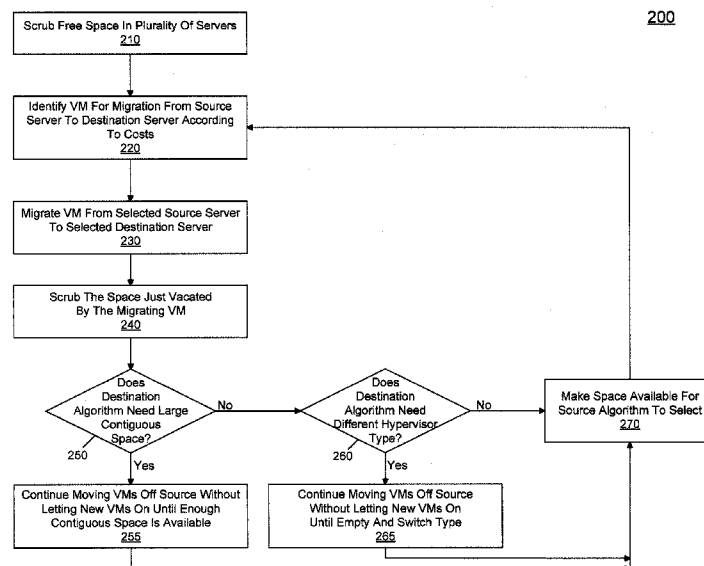 200
Scrub Free Space In Plurality Of Servers
210
Identify VM For Migration From Source
Server To Destination Server According
To Costs
220
Migrate VM From Selected Source Server
To Selected Destination Server
230
Scrub The Space Just Vacated
By The Migrating VM
240
Does
Destination
Algorithm Need Large
Contiguous
Space?
250
No
Yes
Does
Destination
Algorithm Need
Different Hypervisor
Type?
260
No
Yes
Make Space Available For
Source Algorithm To Select
270
Continue Moving VMs Off Source Without
Letting New VMs On Until Enough
Contiguous Space Is Available
255
Continue Moving VMs Off Source
Without Letting New VMs On
Until Empty And Switch Type
265